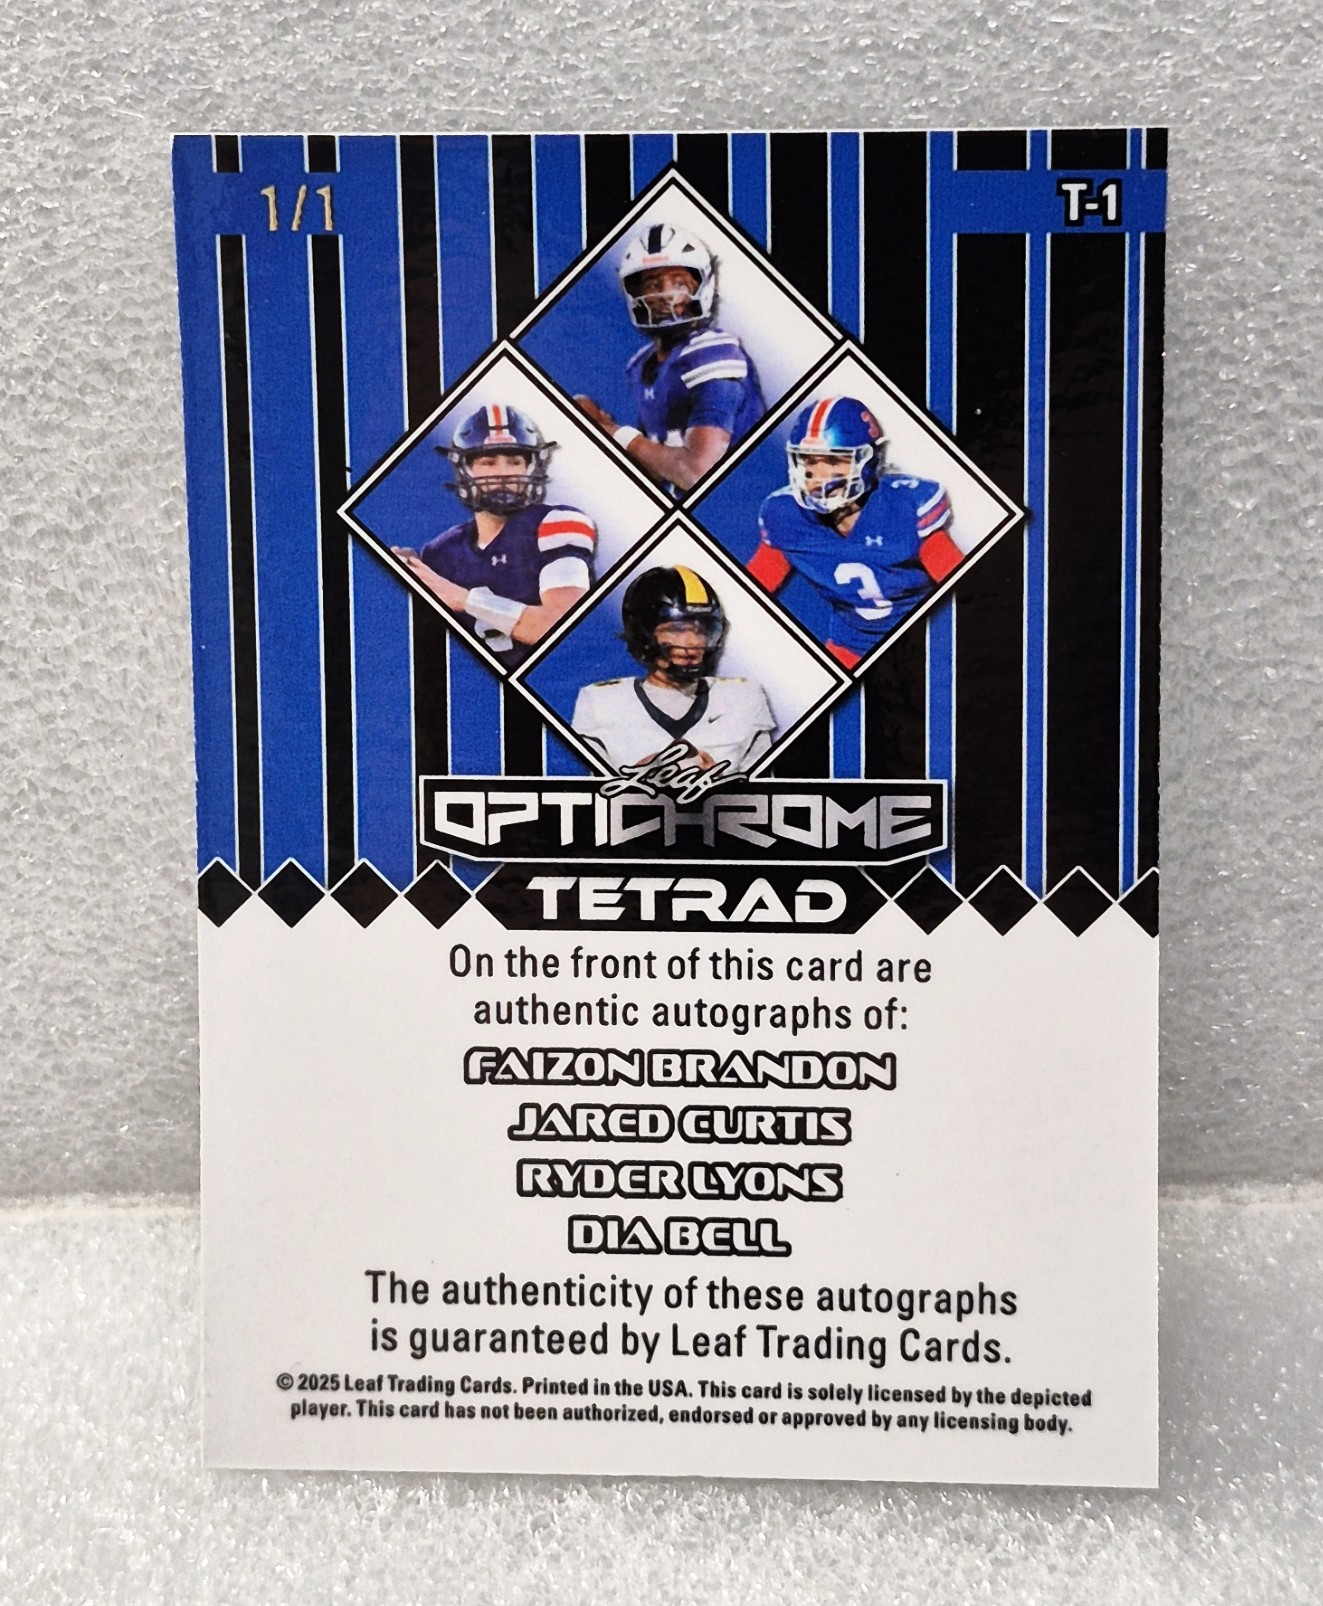 1/1
T-1
3
3
3
Leaf
OPTICHROME
TETRAD
On the front of this card are
authentic autographs of:
FAIZON BRANDON
JARED CURTIS
RYDER LYONS
DIA BELL
The authenticity of these autographs
is guaranteed by Leaf Trading Cards.
© 2025 Leaf Trading Cards. Printed in the USA. This card is solely licensed by the depicted
player. This card has not been authorized, endorsed or approved by any licensing body.